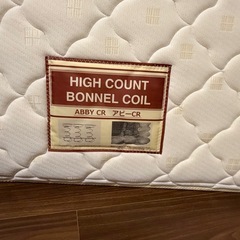 HIGH COUNT
BONNEL COIL
ABBY CR アビーCR